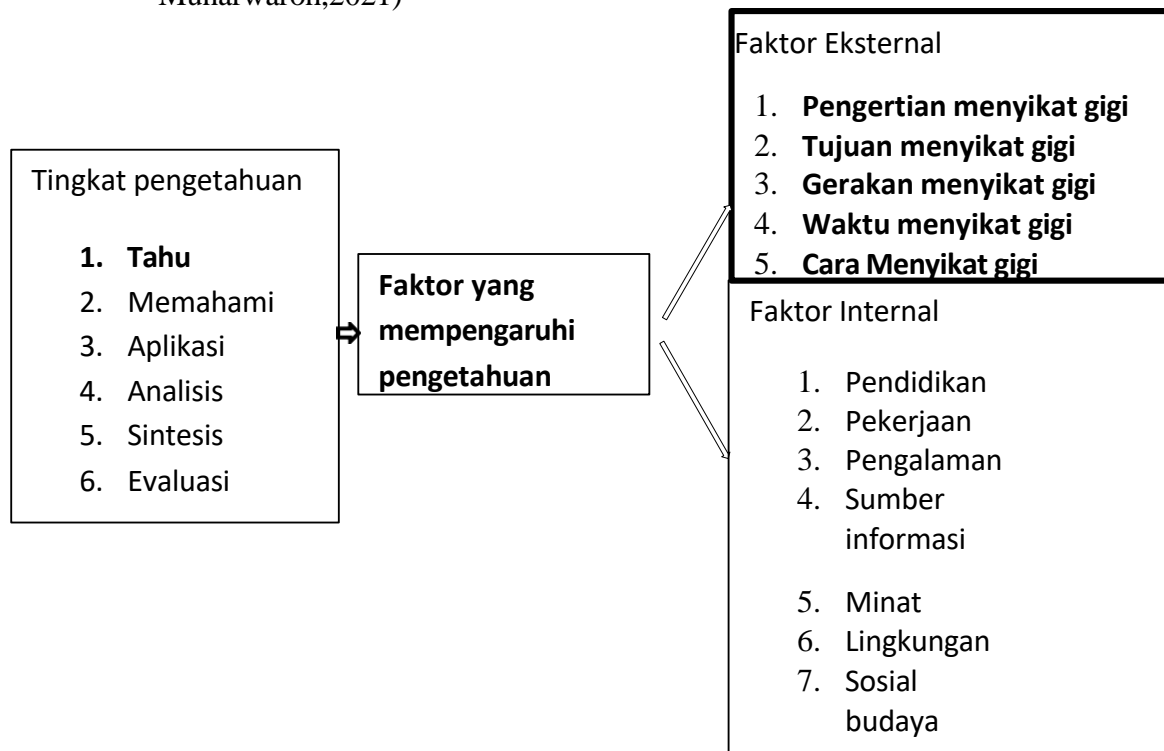 Munarwaroh,2021)
Tingkat pengetahuan
1. Tahu
2. Memahami
3. Aplikasi
4. Analisis
5. Sintesis
6. Evaluasi
Faktor yang
mempengaruhi
pengetahuan
Faktor Eksternal
1. Pengertian menyikat gigi
2. Tujuan menyikat gigi
3. Gerakan menyikat gigi
4. Waktu menyikat gigi
5. Cara Menyikat gigi
Faktor Internal
1. Pendidikan
2. Pekerjaan
3. Pengalaman
4. Sumber
informasi
5. Minat
6. Lingkungan
7. Sosial
budaya